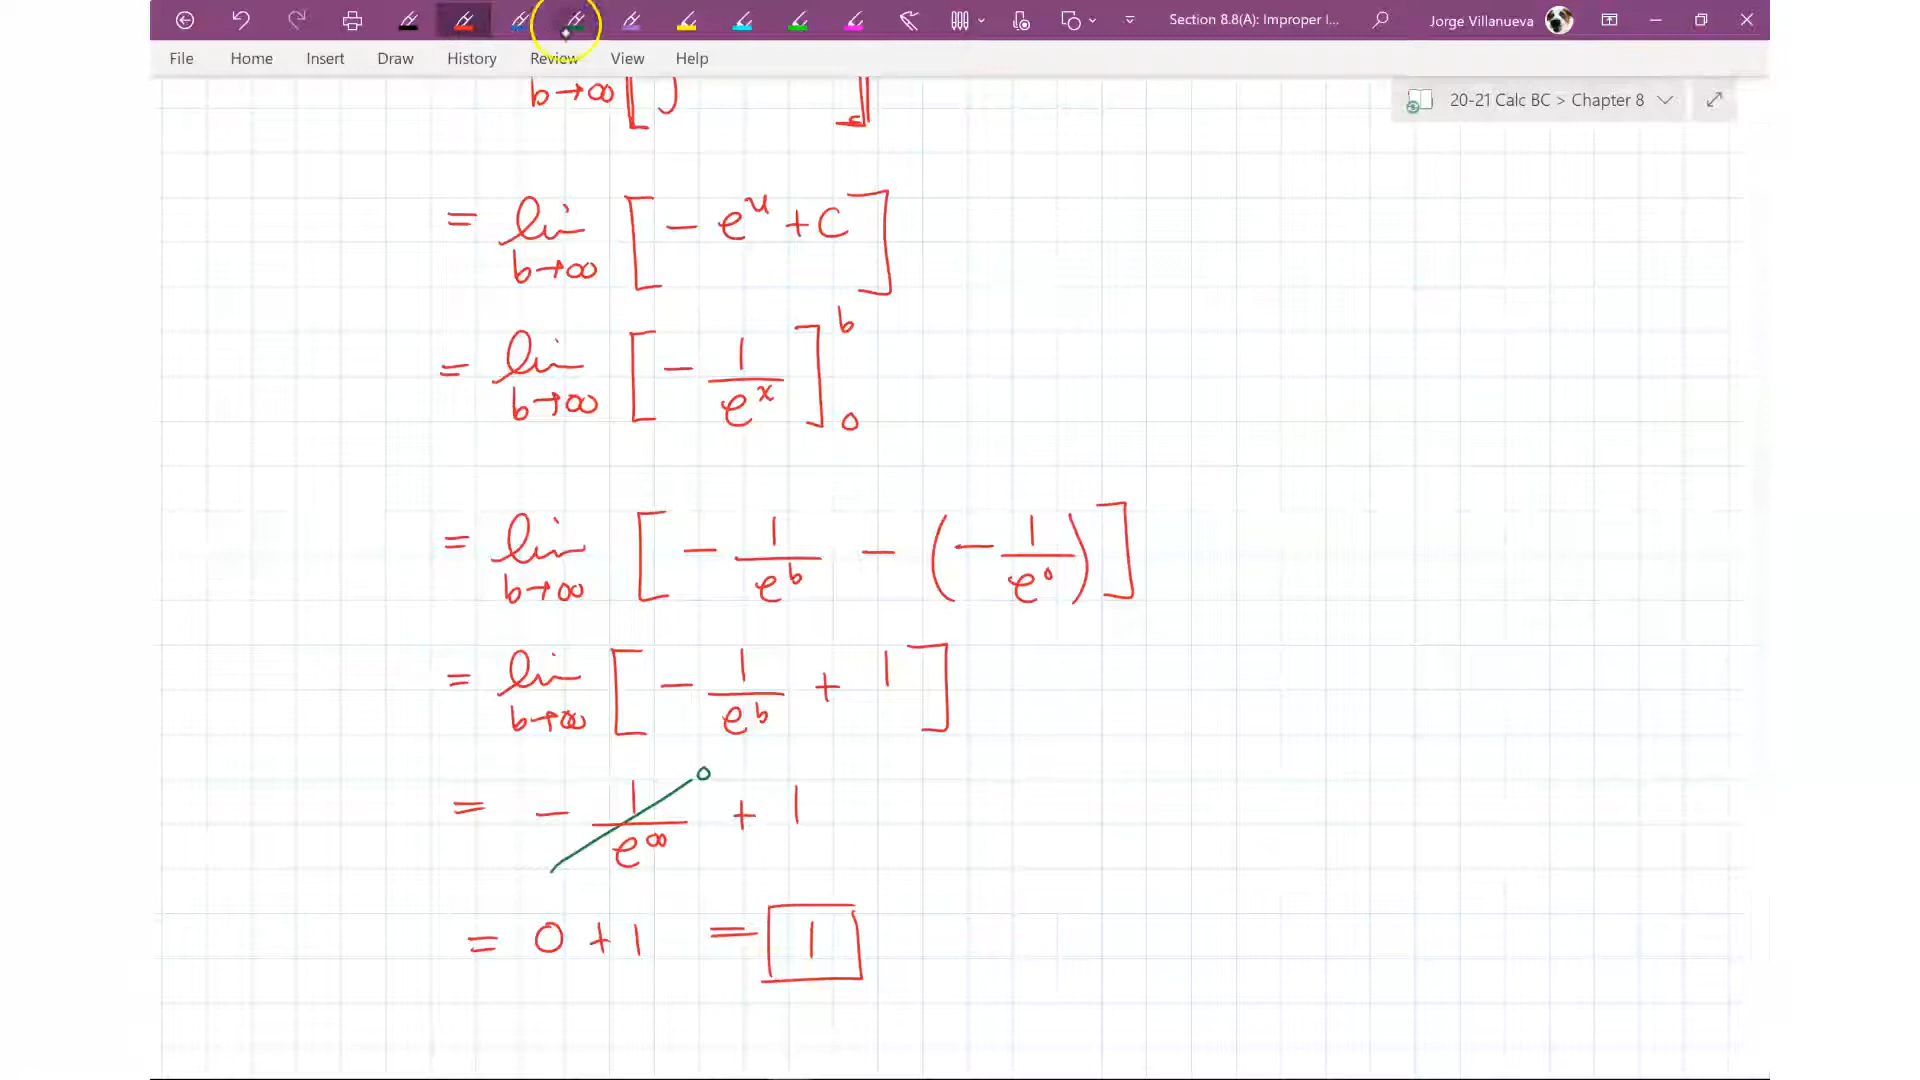 Section 8.8(A): Improper I...
Jorge Villanueva
File Home Insert Draw History Review View Help
20-21 Calc BC > Chapter 8
b→∞ [ ∫ ]
= lim b→∞ [ - e^u + C ]
= lim b→∞ [ - 1/e^x ]_0^b
= lim b→∞ [ - 1/e^b - ( - 1/e^0 ) ]
= lim b→∞ [ - 1/e^b + 1 ]
= - 1/e^∞ 0 + 1
= 0 + 1 = 1